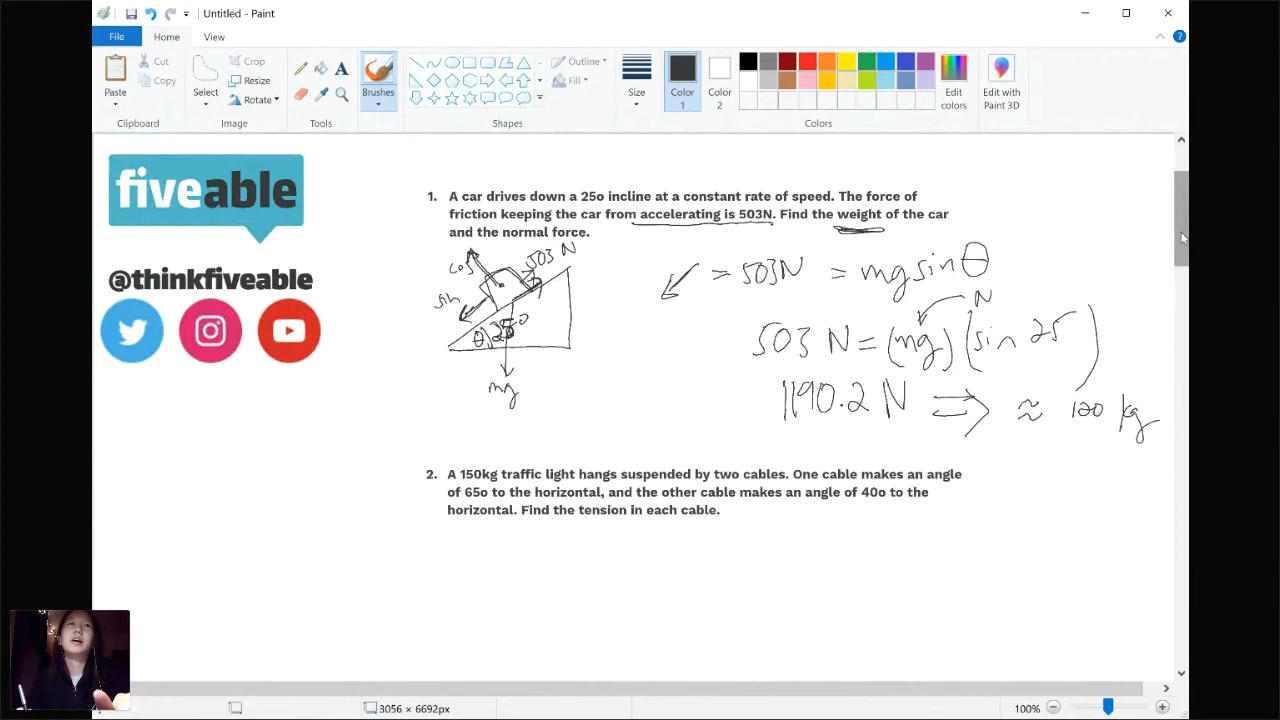 Untitled - Paint
File
Home
View
Paste
Cut
Copy
Clipboard
Select
Crop
Resize
Rotate
Image
A
Tools
Brushes
Shapes
Outline
Fill
Size
Color 1
Color 2
Colors
Edit colors
Edit with Paint 3D
fiveable
@thinkfiveable
1. A car drives down a 25o incline at a constant rate of speed. The force of
friction keeping the car from accelerating is 503N. Find the weight of the car
and the normal force.
cos
503 N
sin
θ, 25°
mg
= 503N = mg sin θ
N
503 N = (mg) (sin 25)
1190.2 N ⇒ ≈ 120 kg
2. A 150kg traffic light hangs suspended by two cables. One cable makes an angle
of 65o to the horizontal, and the other cable makes an angle of 40o to the
horizontal. Find the tension in each cable.
3056 × 6692px
100%